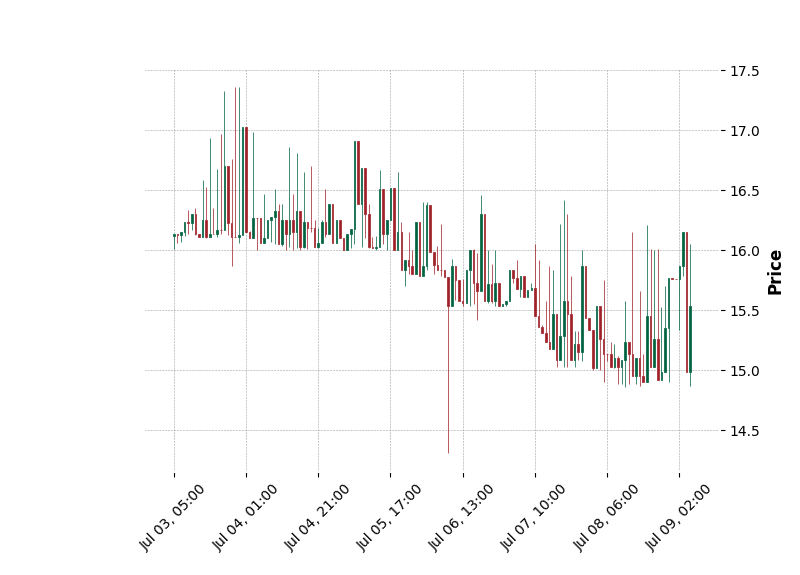 17.5
17.0
16.5
16.0
15.5
15.0
14.5
Price
Jul 03, 05:00
Jul 04, 01:00
Jul 04, 21:00
Jul 05, 17:00
Jul 06, 13:00
Jul 07, 10:00
Jul 08, 06:00
Jul 09, 02:00